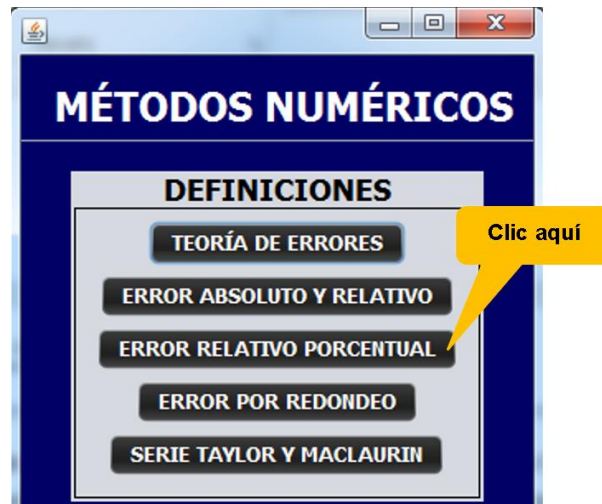 MÉTODOS NUMÉRICOS
DEFINICIONES
TEORÍA DE ERRORES
Clic aquí
ERROR ABSOLUTO Y RELATIVO
ERROR RELATIVO PORCENTUAL
ERROR POR REDONDEO
SERIE TAYLOR Y MACLAURIN